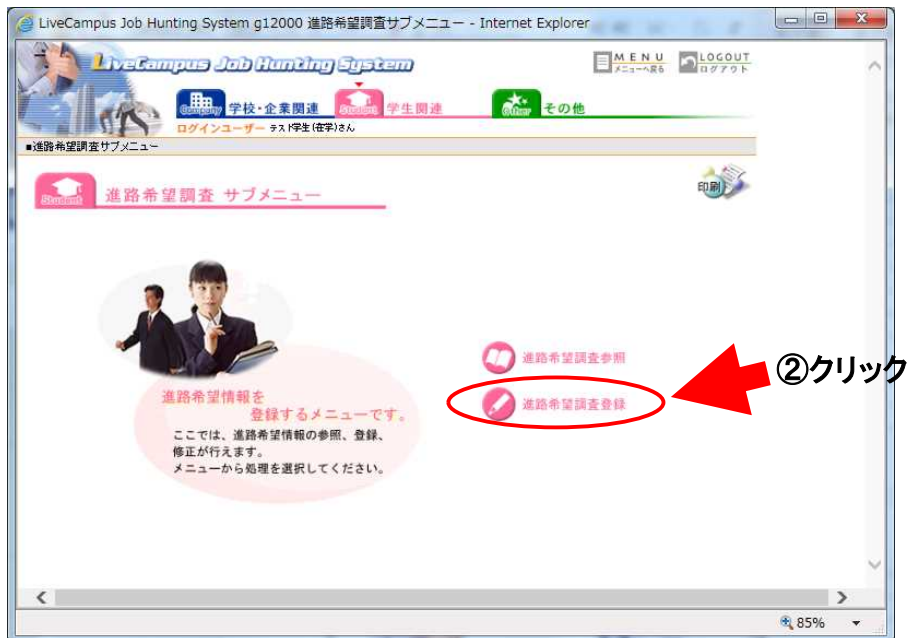 LiveCampus Job Hunting System g12000 進路希望調査サブメニュー - Internet Explorer
LiveCampus Job Hunting System
MENU
メニューへ戻る
LOGOUT
ログアウト
Company 学校・企業関連 Student 学生関連 Other その他
ログインユーザー テスト学生(在学)さん
■進路希望調査サブメニュー
Student 進路希望調査 サブメニュー
印刷
進路希望調査参照
②クリック
進路希望調査登録
進路希望情報を
登録するメニューです。
ここでは、進路希望情報の参照、登録、
修正が行えます。
メニューから処理を選択してください。
85%